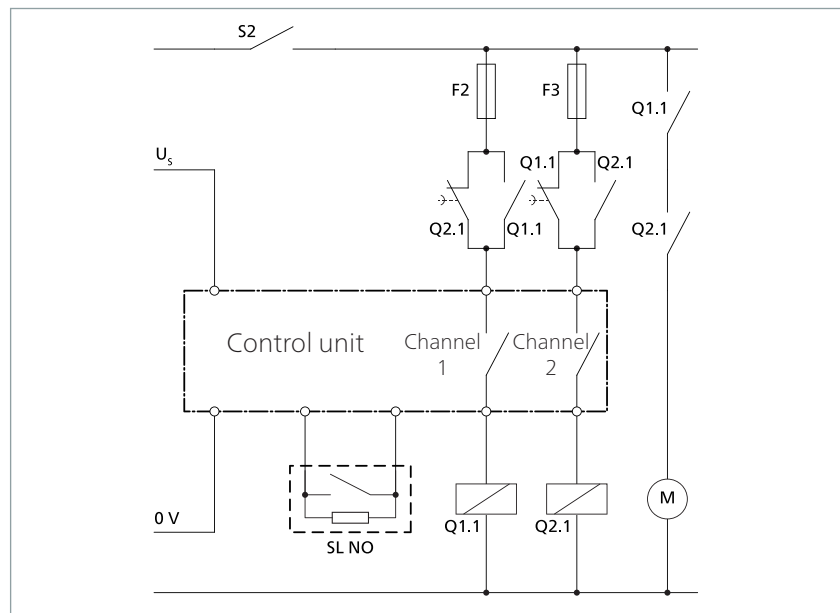 S2
F2
F3
Q1.1
U_s
Q1.1 Q2.1
Q2.1 Q1.1
Q2.1
Control unit
Channel 1
Channel 2
0 V
SL NO
Q1.1
Q2.1
M